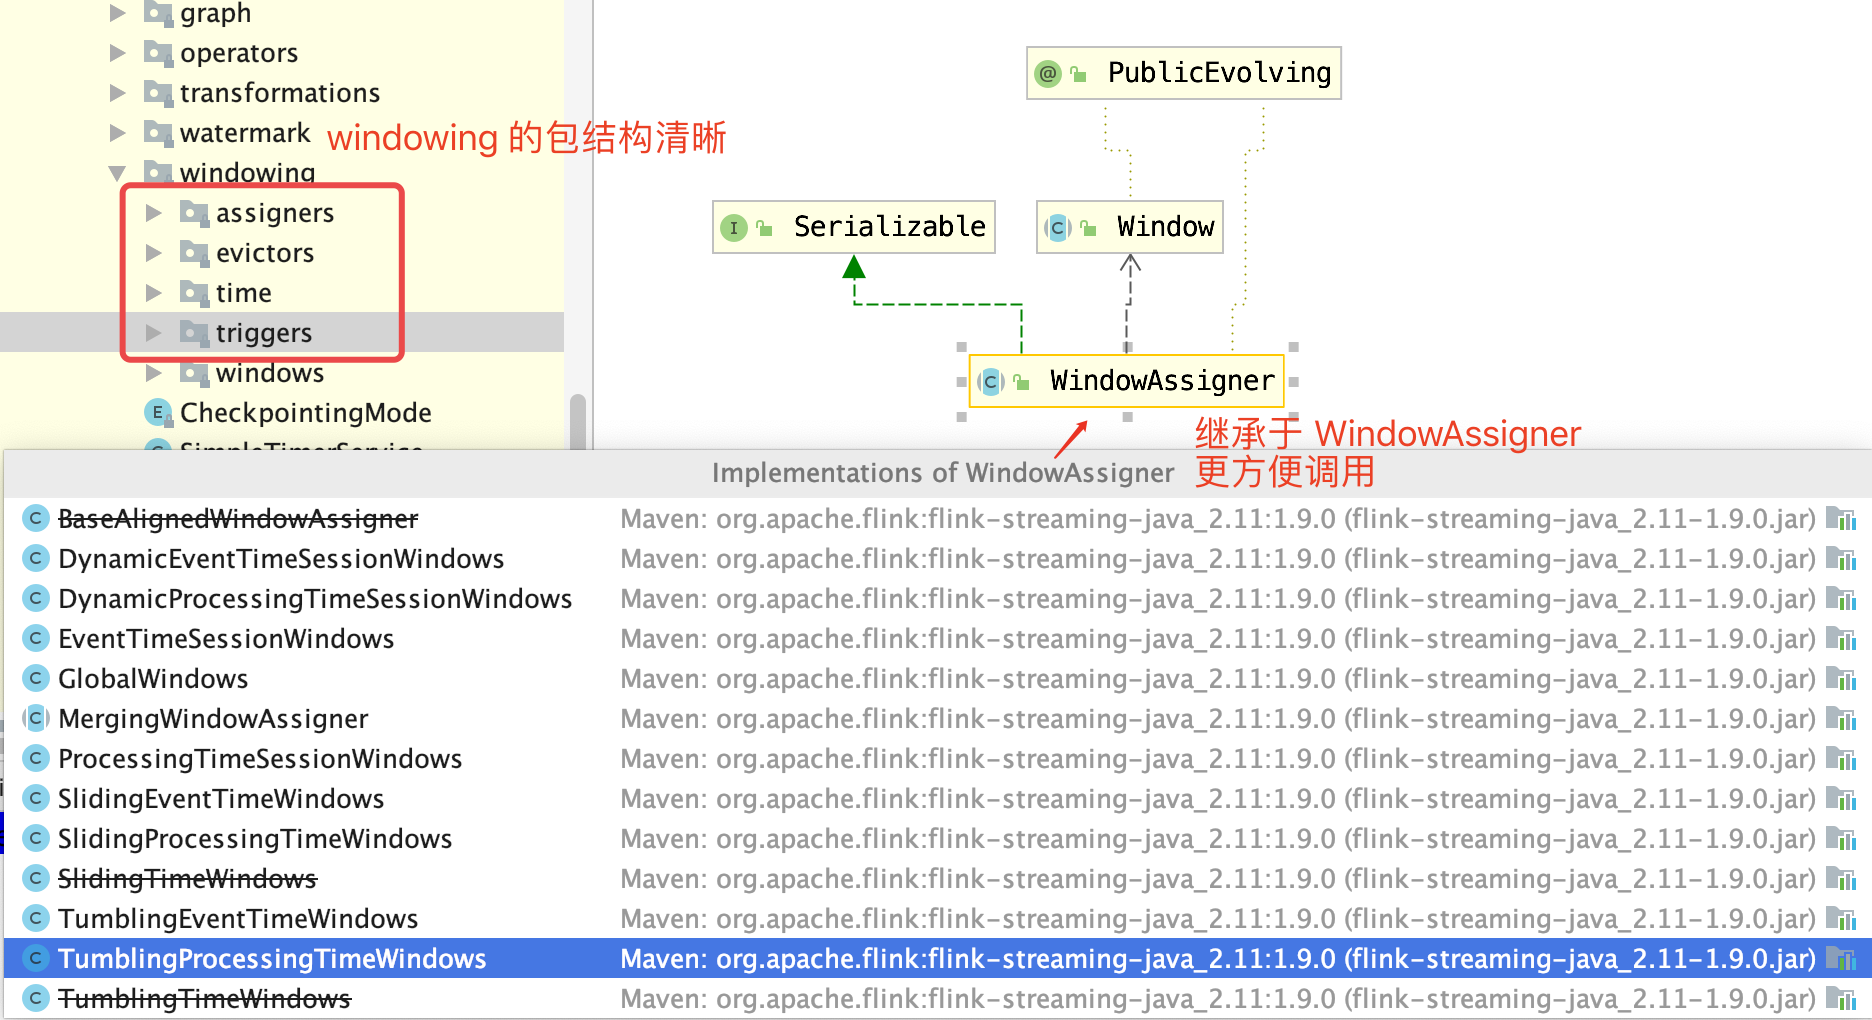 graph
operators
transformations
watermark
windowing 的包结构清晰
windowing
assigners
evictors
time
triggers
windows
CheckpointingMode
SimpleTimerService
@ PublicEvolving
I Serializable
C Window
C WindowAssigner
继承于 WindowAssigner
更方便调用
Implementations of WindowAssigner
BaseAlignedWindowAssigner Maven: org.apache.flink:flink-streaming-java_2.11:1.9.0 (flink-streaming-java_2.11-1.9.0.jar)
DynamicEventTimeSessionWindows Maven: org.apache.flink:flink-streaming-java_2.11:1.9.0 (flink-streaming-java_2.11-1.9.0.jar)
DynamicProcessingTimeSessionWindows Maven: org.apache.flink:flink-streaming-java_2.11:1.9.0 (flink-streaming-java_2.11-1.9.0.jar)
EventTimeSessionWindows Maven: org.apache.flink:flink-streaming-java_2.11:1.9.0 (flink-streaming-java_2.11-1.9.0.jar)
GlobalWindows Maven: org.apache.flink:flink-streaming-java_2.11:1.9.0 (flink-streaming-java_2.11-1.9.0.jar)
MergingWindowAssigner Maven: org.apache.flink:flink-streaming-java_2.11:1.9.0 (flink-streaming-java_2.11-1.9.0.jar)
ProcessingTimeSessionWindows Maven: org.apache.flink:flink-streaming-java_2.11:1.9.0 (flink-streaming-java_2.11-1.9.0.jar)
SlidingEventTimeWindows Maven: org.apache.flink:flink-streaming-java_2.11:1.9.0 (flink-streaming-java_2.11-1.9.0.jar)
SlidingProcessingTimeWindows Maven: org.apache.flink:flink-streaming-java_2.11:1.9.0 (flink-streaming-java_2.11-1.9.0.jar)
SlidingTimeWindows Maven: org.apache.flink:flink-streaming-java_2.11:1.9.0 (flink-streaming-java_2.11-1.9.0.jar)
TumblingEventTimeWindows Maven: org.apache.flink:flink-streaming-java_2.11:1.9.0 (flink-streaming-java_2.11-1.9.0.jar)
TumblingProcessingTimeWindows Maven: org.apache.flink:flink-streaming-java_2.11:1.9.0 (flink-streaming-java_2.11-1.9.0.jar)
TumblingTimeWindows Maven: org.apache.flink:flink-streaming-java_2.11:1.9.0 (flink-streaming-java_2.11-1.9.0.jar)